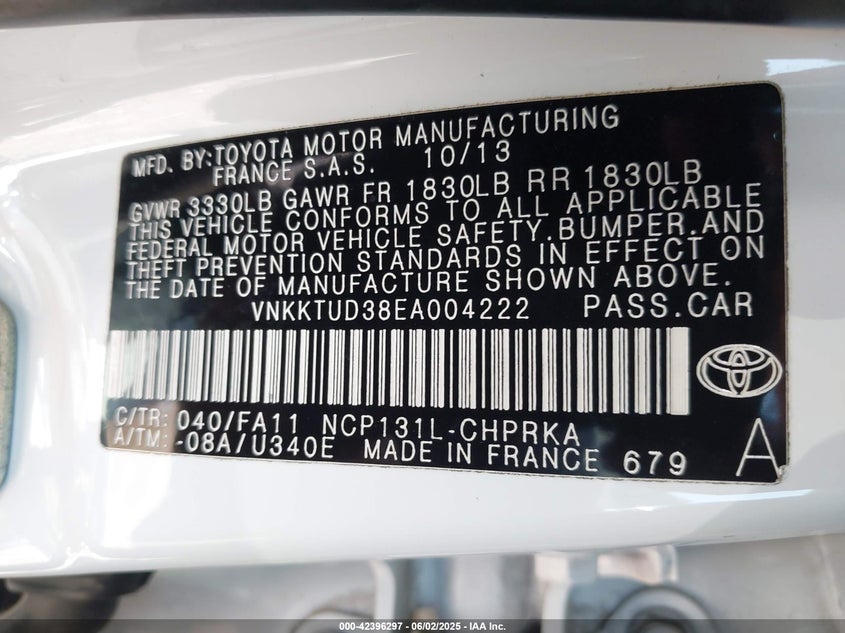 MFD. BY:TOYOTA MOTOR MANUFACTURING
FRANCE S.A.S. 10/13
GVWR 3330LB GAWR FR 1830LB RR 1830LB
THIS VEHICLE CONFORMS TO ALL APPLICABLE
FEDERAL MOTOR VEHICLE SAFETY,BUMPER,AND
THEFT PREVENTION STANDARDS IN EFFECT ON
THE DATE OF MANUFACTURE SHOWN ABOVE.
VNKKTUD38EA004222 PASS.CAR
C/TR: 040/FA11 NCP131L-CHPRKA
A/TM: -08A/U340E MADE IN FRANCE 679 A
000-42396297 - 06/02/2025 - IAA Inc.